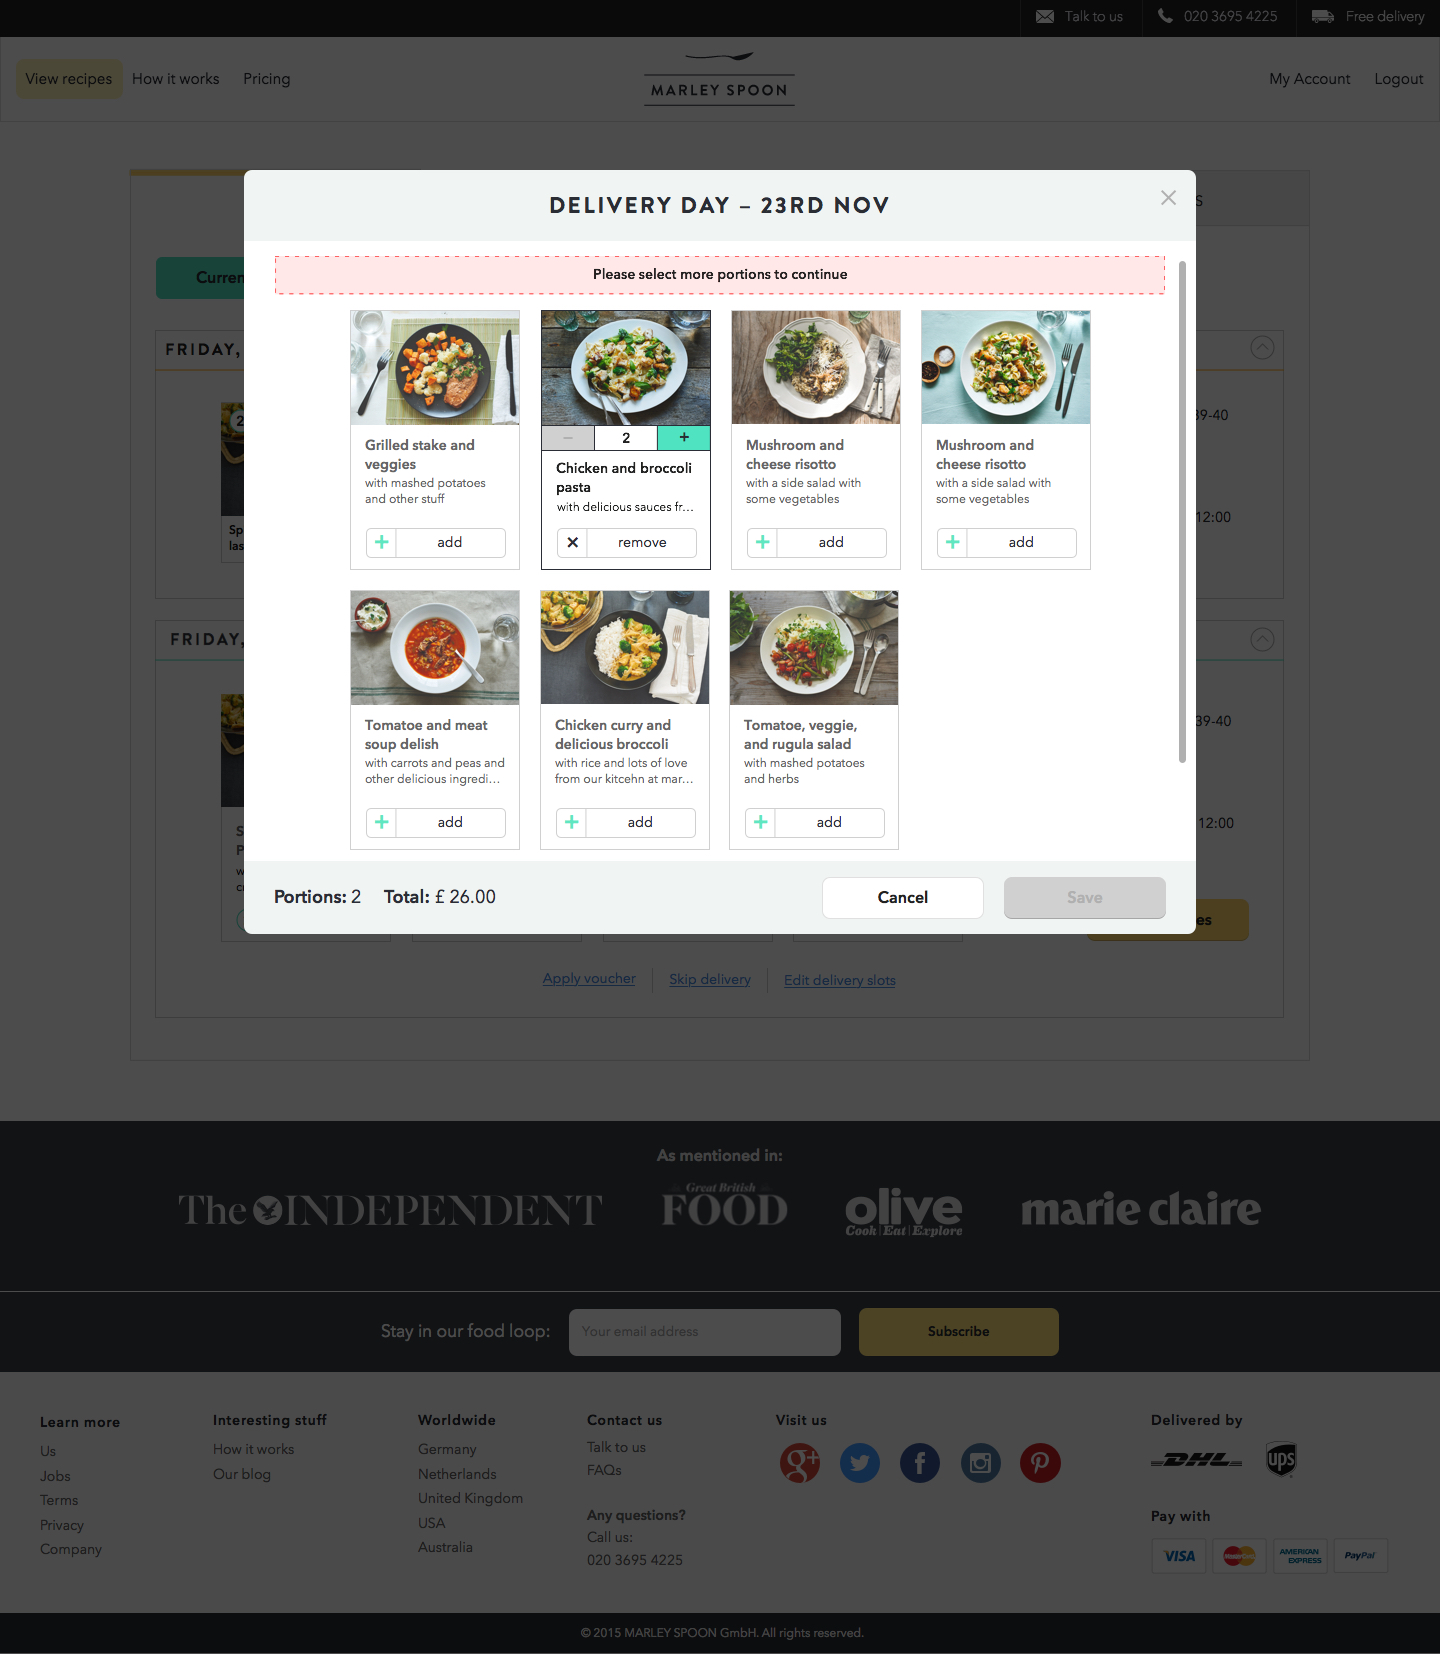 Talk to us
020 3695 4225
Free delivery
View recipes
How it works
Pricing
MARLEY SPOON
My Account
Logout
DELIVERY DAY – 23RD NOV
Please select more portions to continue
FRIDAY,
39-40
12:00
2
Grilled stake and
veggies
with mashed potatoes
and other stuff
add
2
Chicken and broccoli
pasta
with delicious sauces fr...
remove
Mushroom and
cheese risotto
with a side salad with
some vegetables
add
Mushroom and
cheese risotto
with a side salad with
some vegetables
add
FRIDAY,
39-40
12:00
Tomatoe and meat
soup delish
with carrots and peas and
other delicious ingredi...
add
Chicken curry and
delicious broccoli
with rice and lots of love
from our kitcehn at mar...
add
Tomatoe, veggie,
and rugula salad
with mashed potatoes
and herbs
add
Portions: 2
Total: £ 26.00
Cancel
Save
Apply voucher
Skip delivery
Edit delivery slots
As mentioned in:
The INDEPENDENT
Great British
FOOD
olive
Cook | Eat | Explore
marie claire
Stay in our food loop:
Your email address
Subscribe
Learn more
Us
Jobs
Terms
Privacy
Company
Interesting stuff
How it works
Our blog
Worldwide
Germany
Netherlands
United Kingdom
USA
Australia
Contact us
Talk to us
FAQs
Any questions?
Call us:
020 3695 4225
Visit us
Delivered by
DHL
ups
Pay with
VISA
MasterCard
AMERICAN
EXPRESS
PayPal
© 2015 MARLEY SPOON GmbH. All rights reserved.